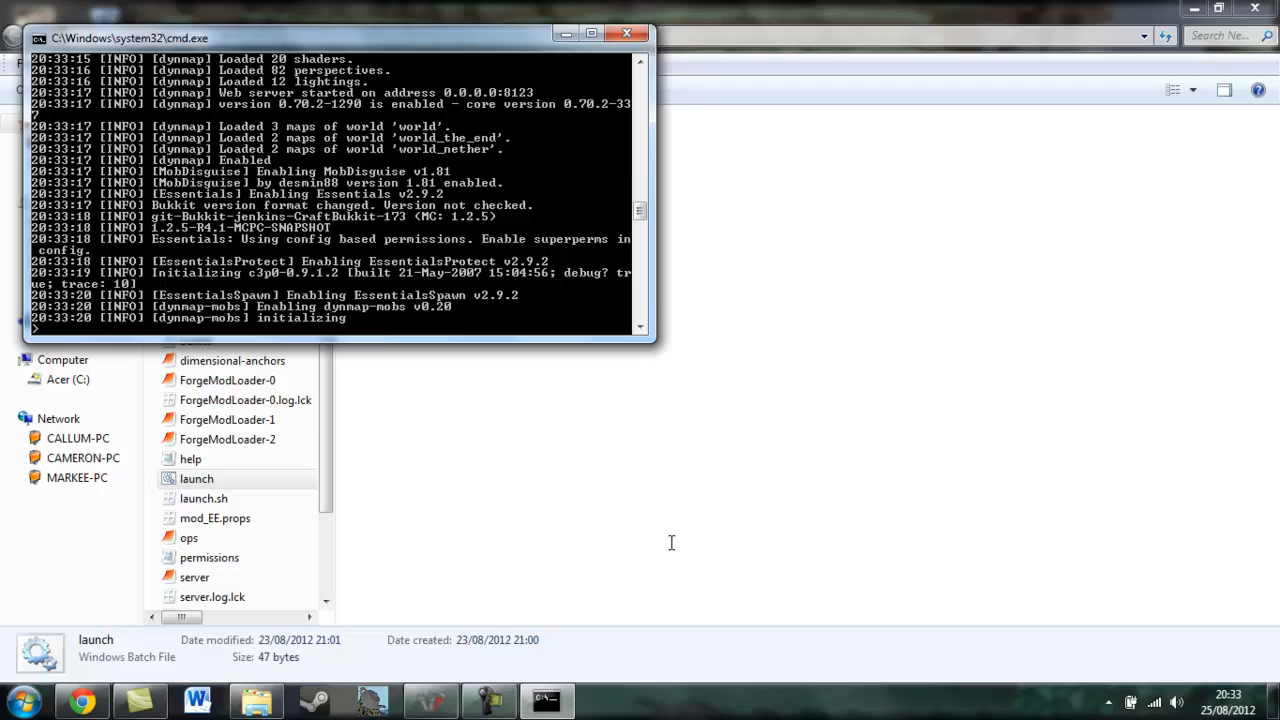 C:\Windows\system32\cmd.exe
20:33:15 [INFO] [dynmap] Loaded 20 shaders.
20:33:16 [INFO] [dynmap] Loaded 82 perspectives.
20:33:16 [INFO] [dynmap] Loaded 12 lightings.
20:33:17 [INFO] [dynmap] Web server started on address 0.0.0.0:8123
20:33:17 [INFO] [dynmap] version 0.70.2-1290 is enabled - core version 0.70.2-33
7
20:33:17 [INFO] [dynmap] Loaded 3 maps of world 'world'.
20:33:17 [INFO] [dynmap] Loaded 2 maps of world 'world_the_end'.
20:33:17 [INFO] [dynmap] Loaded 2 maps of world 'world_nether'.
20:33:17 [INFO] [dynmap] Enabled
20:33:17 [INFO] [MobDisguise] Enabling MobDisguise v1.81
20:33:17 [INFO] [MobDisguise] by desmin88 version 1.81 enabled.
20:33:17 [INFO] [Essentials] Enabling Essentials v2.9.2
20:33:17 [INFO] Bukkit version format changed. Version not checked.
20:33:18 [INFO] git-Bukkit-jenkins-CraftBukkit-173 (MC: 1.2.5)
20:33:18 [INFO] 1.2.5-R4.1-MCPC-SNAPSHOT
20:33:18 [INFO] Essentials: Using config based permissions. Enable superperms in
config.
20:33:18 [INFO] [EssentialsProtect] Enabling EssentialsProtect v2.9.2
20:33:19 [INFO] Initializing c3p0-0.9.1.2 [built 21-May-2007 15:04:56; debug? tr
ue; trace: 10]
20:33:20 [INFO] [EssentialsSpawn] Enabling EssentialsSpawn v2.9.2
20:33:20 [INFO] [dynmap-mobs] Enabling dynmap-mobs v0.20
20:33:20 [INFO] [dynmap-mobs] initializing
>
Search Ne...
Computer
Acer (C:)
Network
CALLUM-PC
CAMERON-PC
MARKEE-PC
dimensional-anchors
ForgeModLoader-0
ForgeModLoader-0.log.lck
ForgeModLoader-1
ForgeModLoader-2
help
launch
launch.sh
mod_EE.props
ops
permissions
server
server.log.lck
launch
Windows Batch File
Date modified: 23/08/2012 21:01
Size: 47 bytes
Date created: 23/08/2012 21:00
20:33
25/08/2012